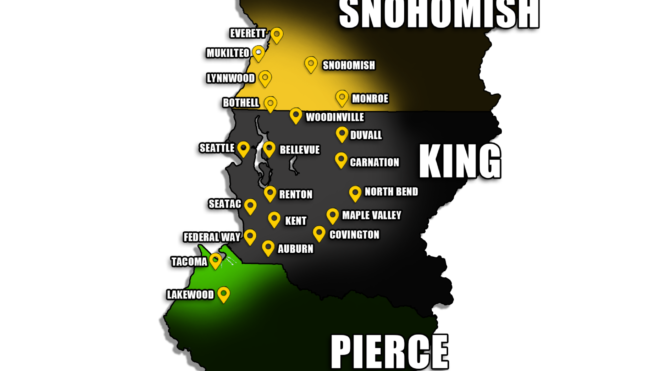 SNOHOMISH
EVERETT
MUKILTEO
SNOHOMISH
LYNNWOOD
BOTHELL
MONROE
WOODINVILLE
DUVALL
SEATTLE
BELLEVUE
CARNATION
KING
RENTON
NORTH BEND
SEATAC
KENT
MAPLE VALLEY
FEDERAL WAY
COVINGTON
AUBURN
TACOMA
LAKEWOOD
PIERCE